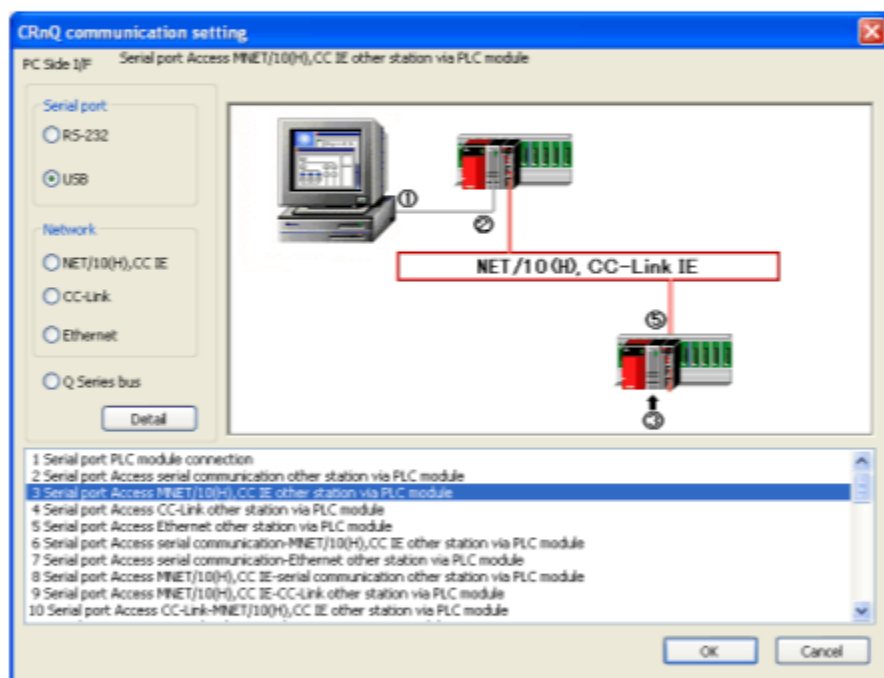 CRnQ communication setting
PC Side I/F
Serial port Access MNET/10(H),CC IE other station via PLC module
Serial port
RS-232
USB
Network
NET/10(H),CC IE
CC-Link
Ethernet
Q Series bus
Detail
①
②
NET/10(H), CC-Link IE
⑤
③
1 Serial port PLC module connection
2 Serial port Access serial communication other station via PLC module
3 Serial port Access MNET/10(H),CC IE other station via PLC module
4 Serial port Access CC-Link other station via PLC module
5 Serial port Access Ethernet other station via PLC module
6 Serial port Access serial communication-MNET/10(H),CC IE other station via PLC module
7 Serial port Access serial communication-Ethernet other station via PLC module
8 Serial port Access MNET/10(H),CC IE-serial communication other station via PLC module
9 Serial port Access MNET/10(H),CC IE-CC-Link other station via PLC module
10 Serial port Access CC-Link-MNET/10(H),CC IE other station via PLC module
OK
Cancel